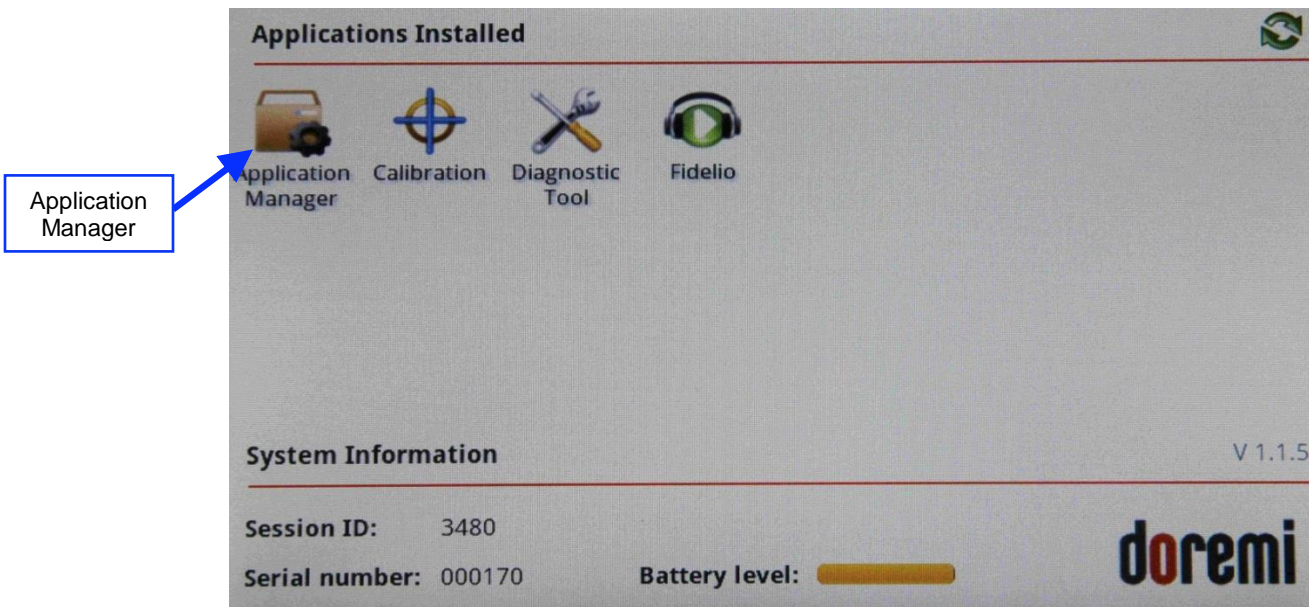 Applications Installed
Application
Manager
Calibration
Diagnostic
Tool
Fidelio
Application
Manager
System Information
V 1.1.5
Session ID: 3480
Serial number: 000170
Battery level:
doremi